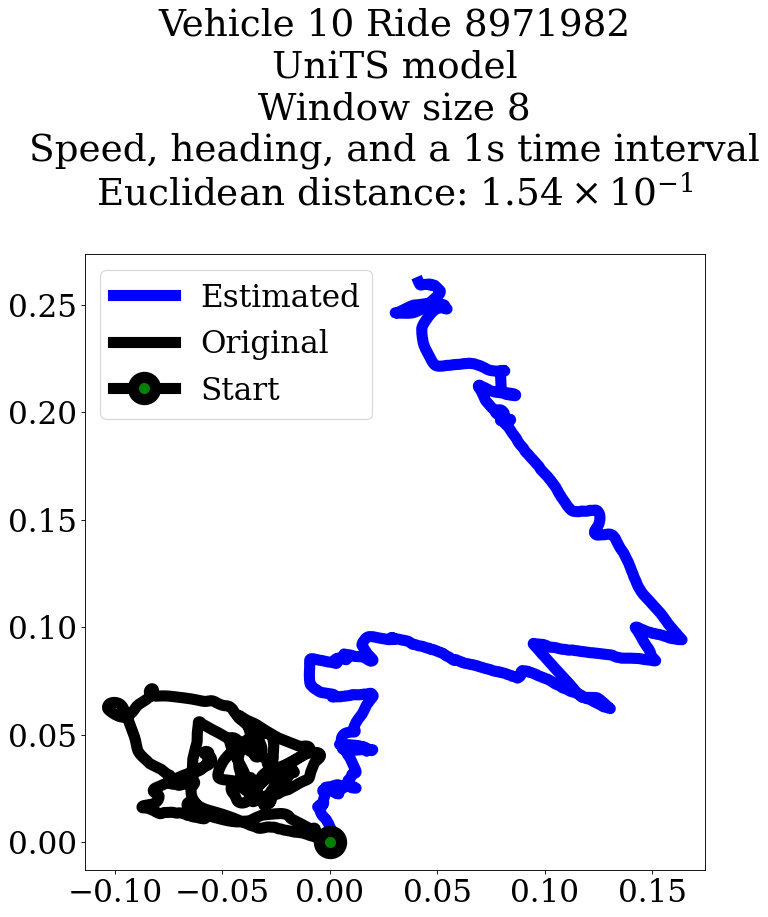 Vehicle 10 Ride 8971982
UniTS model
Window size 8
Speed, heading, and a 1s time interval
Euclidean distance: 1.54 × 10⁻¹
Estimated
Original
Start
0.25
0.20
0.15
0.10
0.05
0.00
−0.10 −0.05 0.00 0.05 0.10 0.15